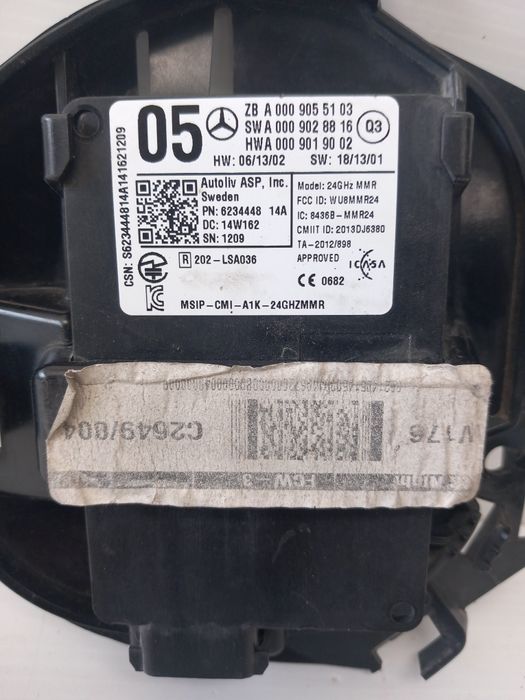 05
ZB A 000 905 51 03
SW A 000 902 88 16
HW A 000 901 90 02
Q3
HW: 06/13/02 SW: 18/13/01
CSN: S623444814A141621209
Autoliv ASP, Inc.
Sweden
PN: 6234448 14A
DC: 14W162
SN: 1209
Model: 24GHz MMR
FCC ID: WU8MMR24
IC: 8436B-MMR24
CMIIT ID: 2013DJ6380
TA-2012/898
APPROVED
ICASA
R 202-LSA036
CE 0682
MSIP-CMI-A1K-24GHZMMR
V176
C2649/804